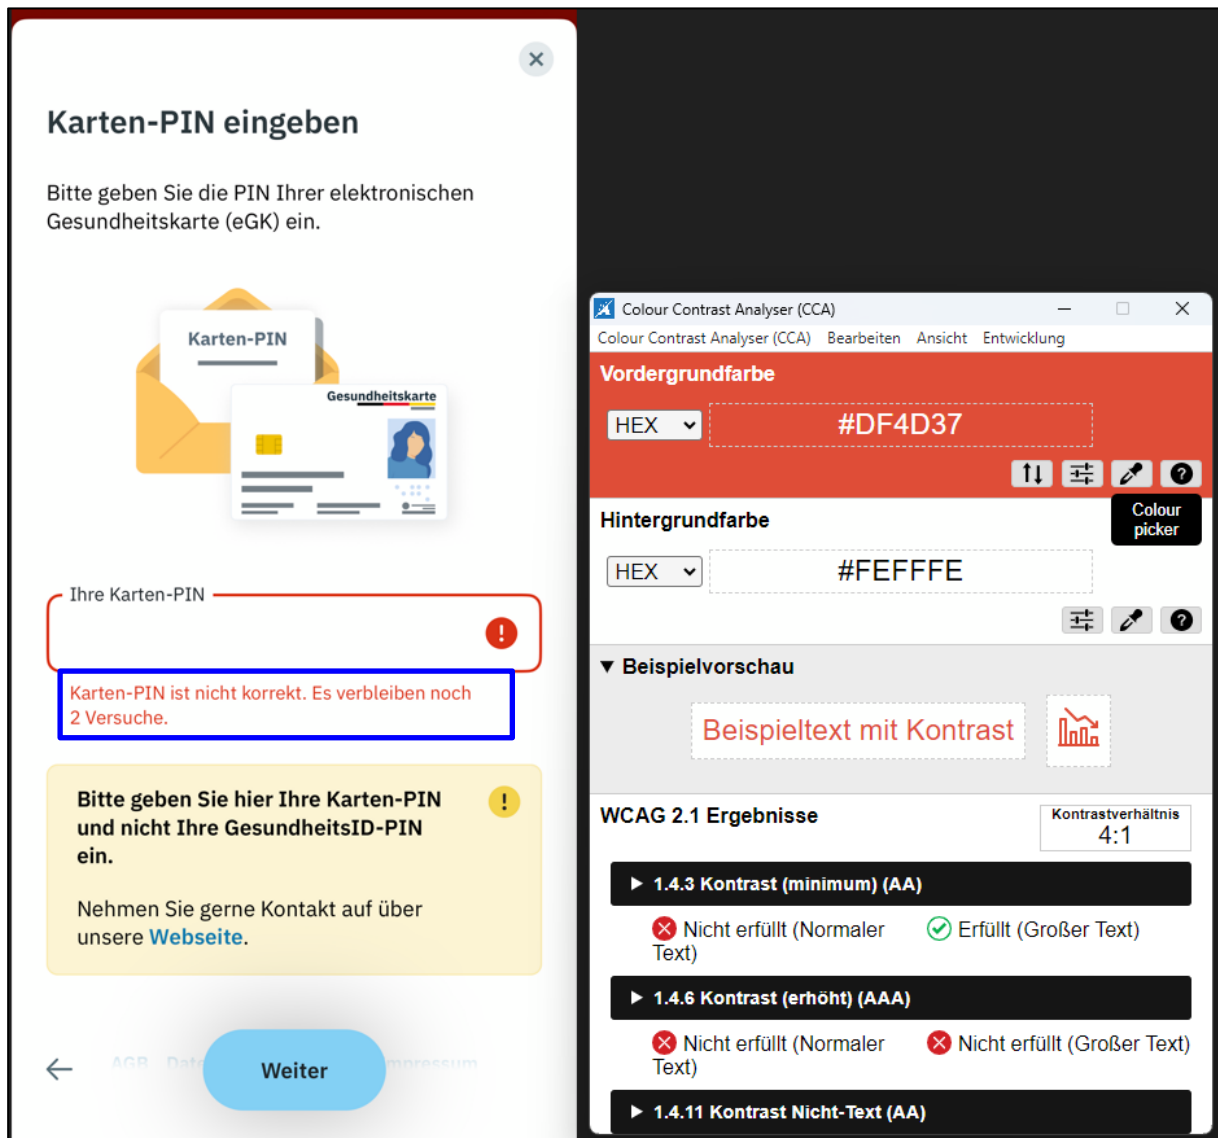 Karten-PIN eingeben
Bitte geben Sie die PIN Ihrer elektronischen
Gesundheitskarte (eGK) ein.
Karten-PIN
Gesundheitskarte
Ihre Karten-PIN
!
Karten-PIN ist nicht korrekt. Es verbleiben noch
2 Versuche.
Bitte geben Sie hier Ihre Karten-PIN
und nicht Ihre GesundheitsID-PIN
ein.
!
Nehmen Sie gerne Kontakt auf über
unsere Webseite.
AGB
Weiter
Colour Contrast Analyser (CCA)
Colour Contrast Analyser (CCA) Bearbeiten Ansicht Entwicklung
Vordergrundfarbe
HEX #DF4D37
?
Colour
picker
Hintergrundfarbe
HEX #FEFFFE
?
▼ Beispielvorschau
Beispieltext mit Kontrast
WCAG 2.1 Ergebnisse
Kontrastverhältnis
4:1
▶ 1.4.3 Kontrast (minimum) (AA)
Nicht erfüllt (Normaler
Text)
Erfüllt (Großer Text)
▶ 1.4.6 Kontrast (erhöht) (AAA)
Nicht erfüllt (Normaler
Text)
Nicht erfüllt (Großer Text)
▶ 1.4.11 Kontrast Nicht-Text (AA)